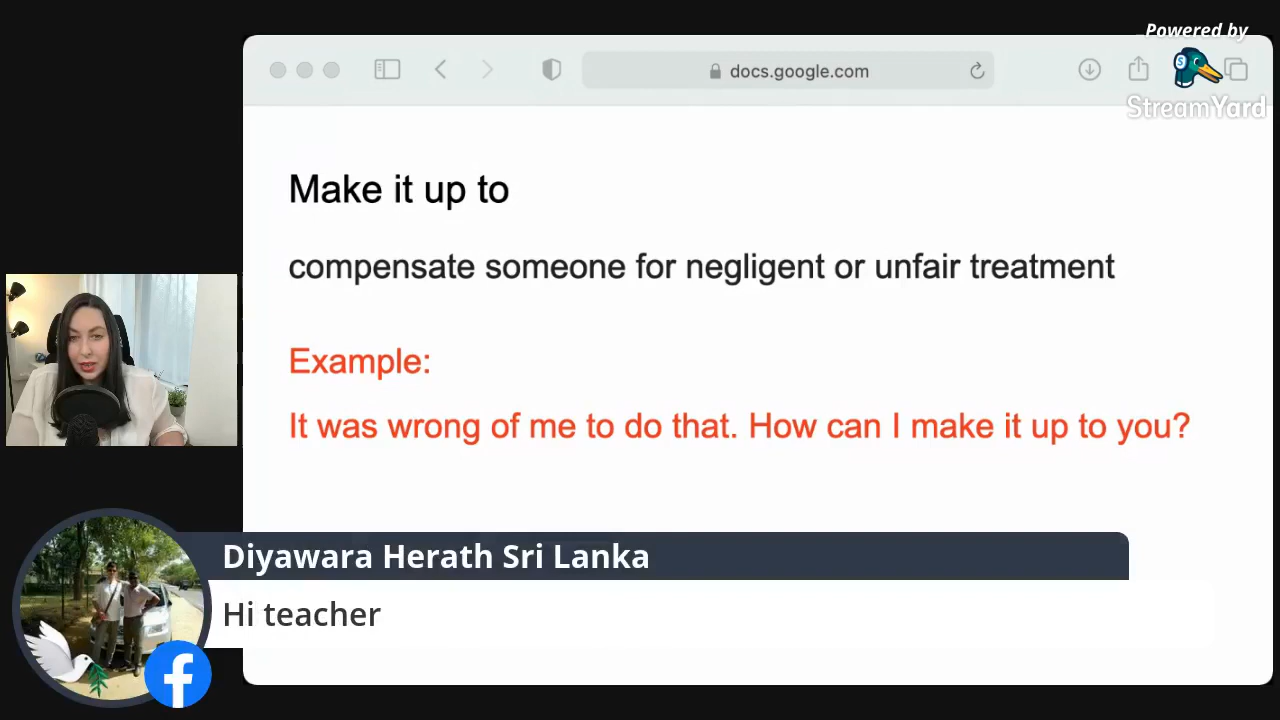 Powered by
docs.google.com
StreamYard
Make it up to
compensate someone for negligent or unfair treatment
Example:
It was wrong of me to do that. How can I make it up to you?
Diyawara Herath Sri Lanka
Hi teacher